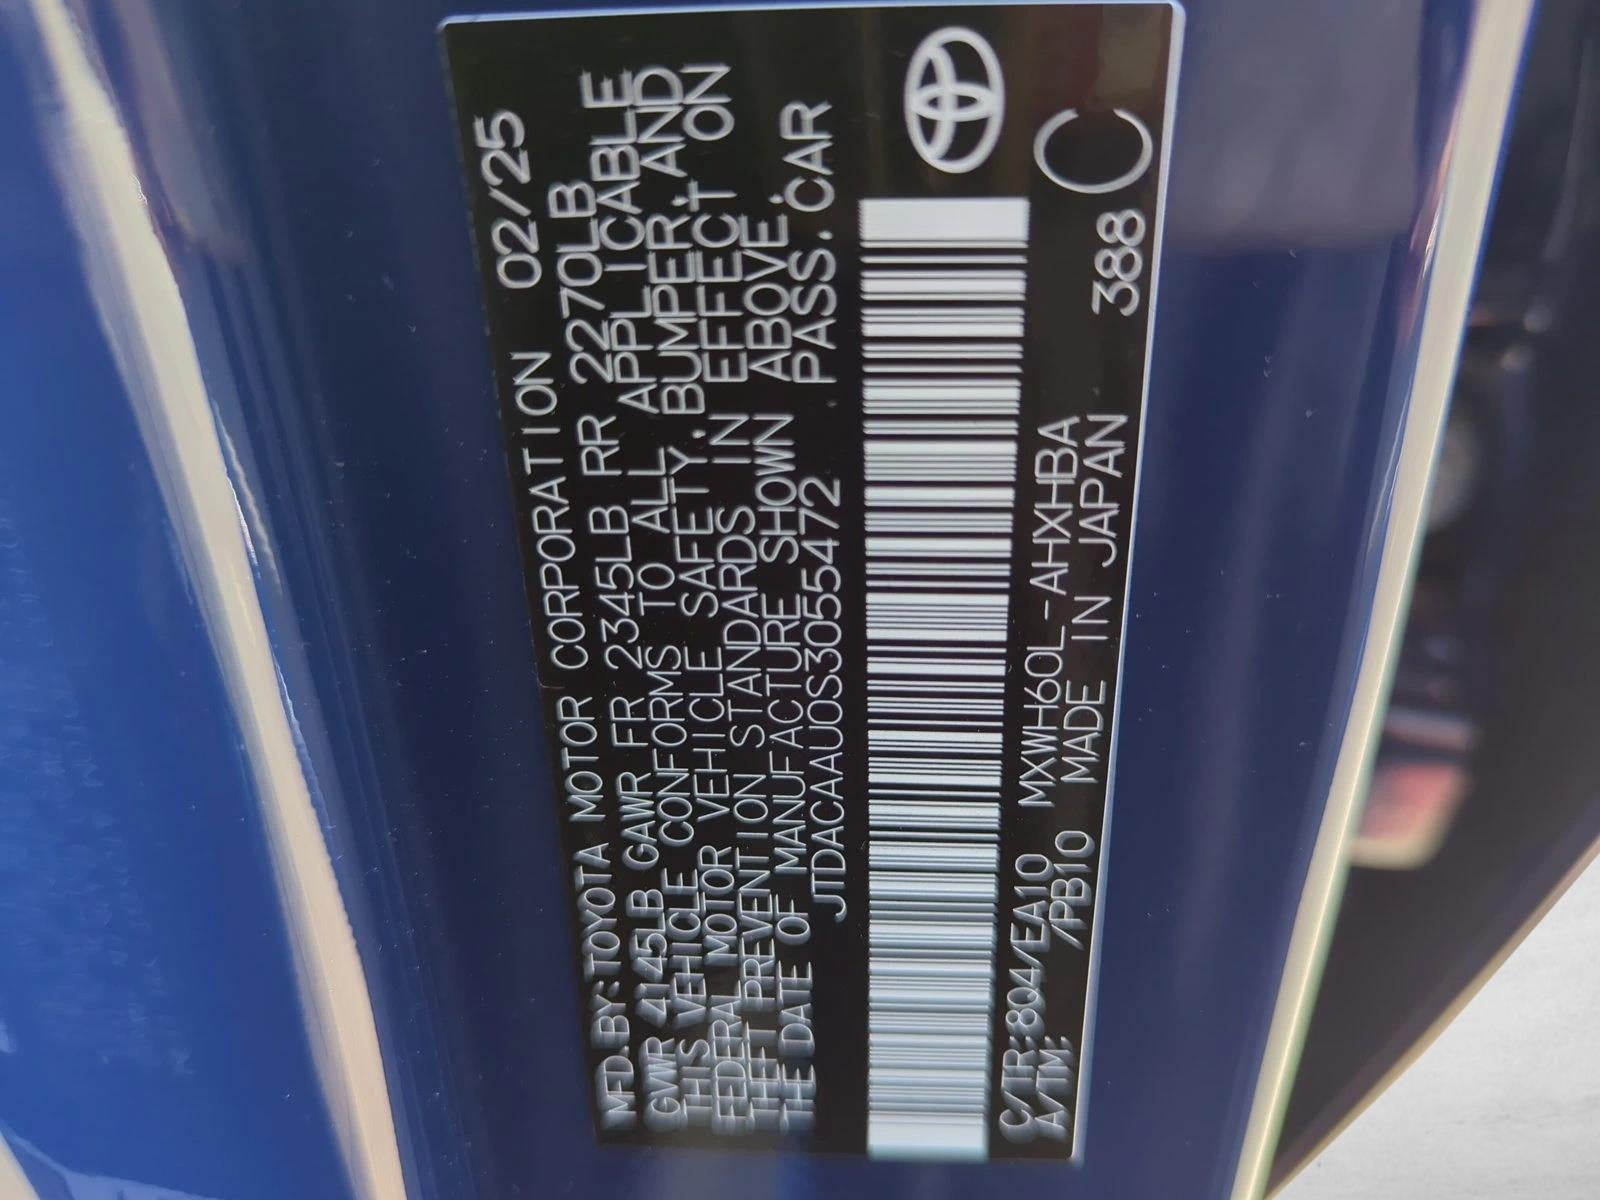 MFD.BY:TOYOTA MOTOR CORPORATION 02/25
GVWR 4145LB GAWR FR 2345LB RR 2270LB
THIS VEHICLE CONFORMS TO ALL APPLICABLE
FEDERAL MOTOR VEHICLE SAFETY,BUMPER,AND
THEFT PREVENTION STANDARDS IN EFFECT ON
THE DATE OF MANUFACTURE SHOWN ABOVE.
JTDACAAU0S3055472 PASS.CAR
C/TR:804/EA10 MXWH60L-AHXHBA
A/TM: /PB10 MADE IN JAPAN 388 C